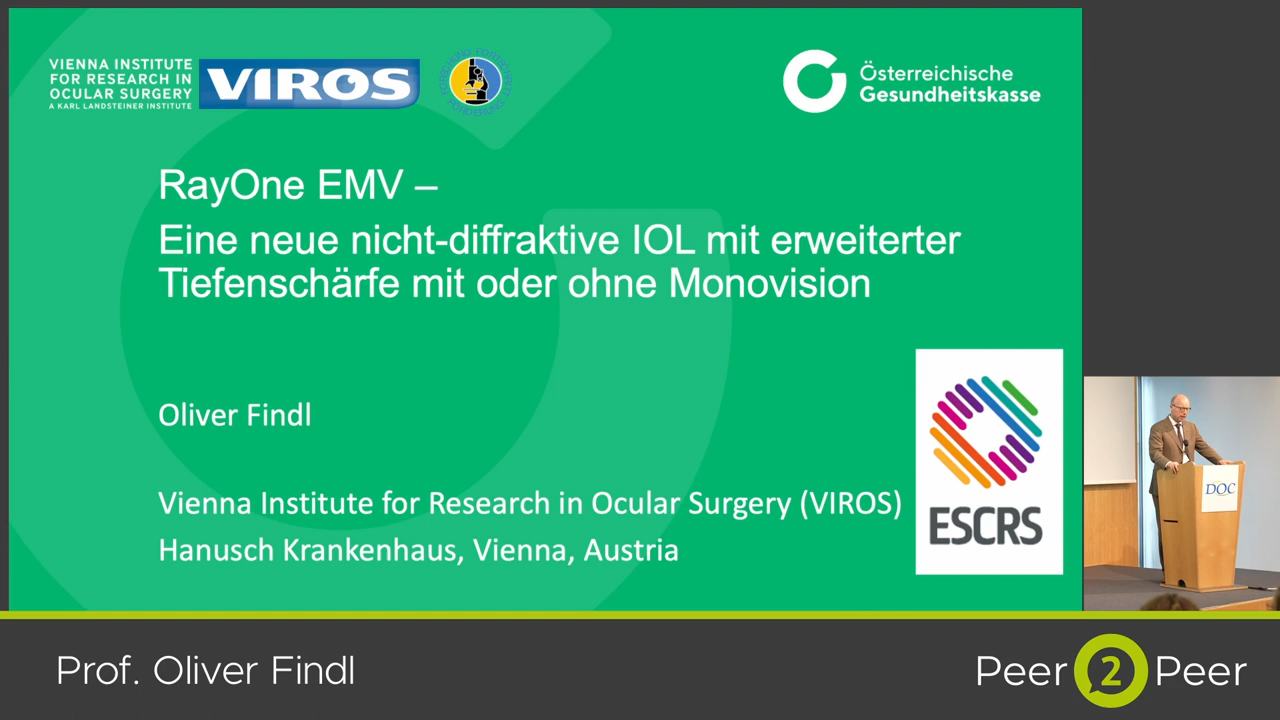 VIENNA INSTITUTE
FOR RESEARCH IN
OCULAR SURGERY
A KARL LANDSTEINER INSTITUTE
VIROS
Österreichische
Gesundheitskasse
RayOne EMV –
Eine neue nicht-diffraktive IOL mit erweiterter
Tiefenschärfe mit oder ohne Monovision
Oliver Findl
Vienna Institute for Research in Ocular Surgery (VIROS)
Hanusch Krankenhaus, Vienna, Austria
ESCRS
DOC
Prof. Oliver Findl
Peer 2 Peer